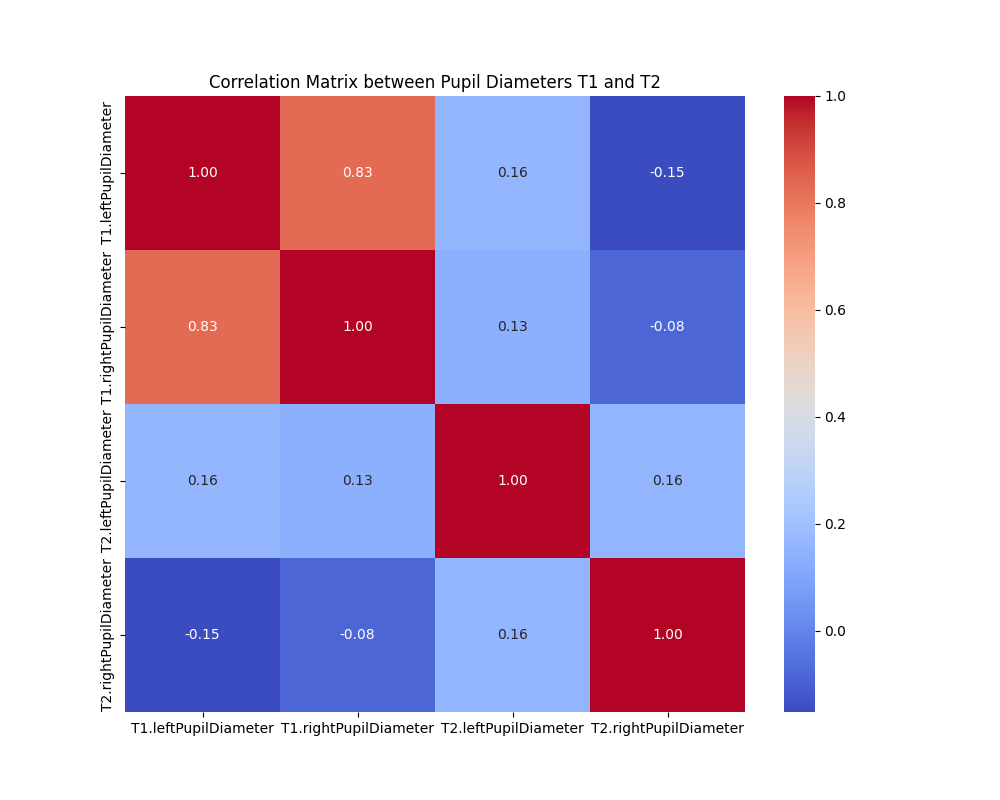 Correlation Matrix between Pupil Diameters T1 and T2
T1.leftPupilDiameter
1.00 0.83 0.16 -0.15
T1.rightPupilDiameter
0.83 1.00 0.13 -0.08
T2.leftPupilDiameter
0.16 0.13 1.00 0.16
T2.rightPupilDiameter
-0.15 -0.08 0.16 1.00
T1.leftPupilDiameter T1.rightPupilDiameter T2.leftPupilDiameter T2.rightPupilDiameter
1.0
0.8
0.6
0.4
0.2
0.0